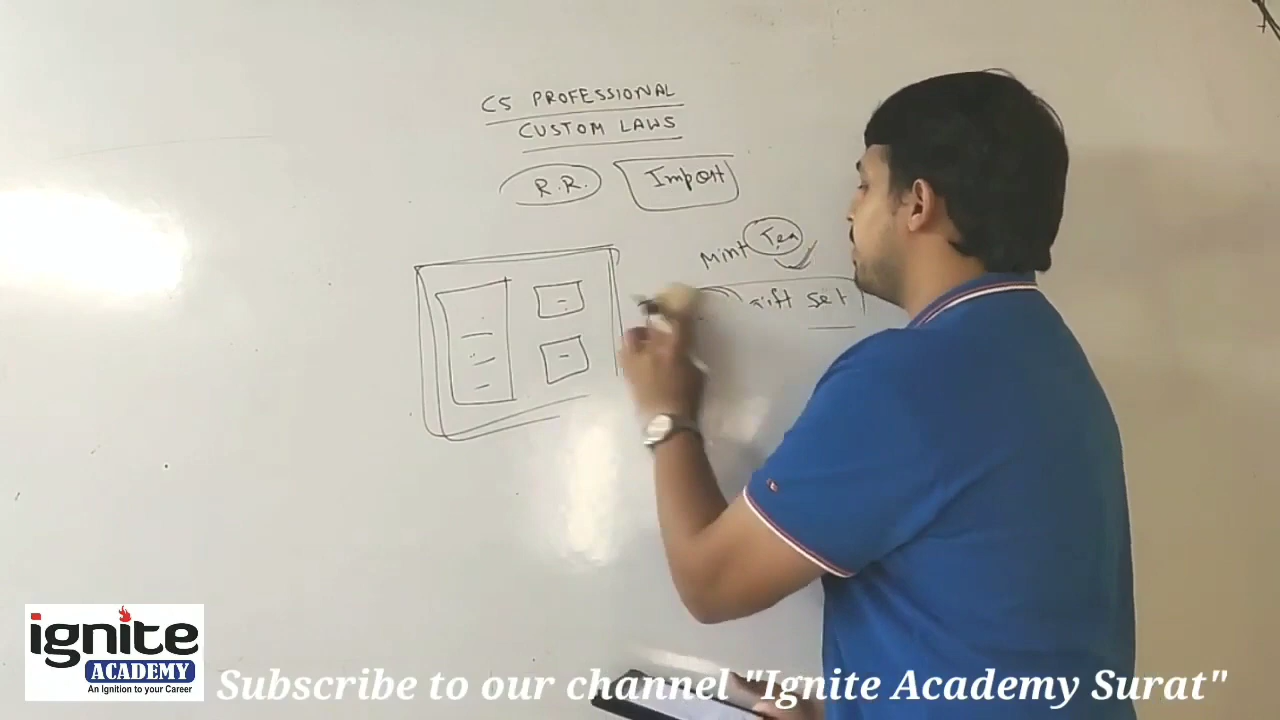 CS PROFESSIONAL
CUSTOM LAWS
R.R. Import
Mint Tea
Gift Set
ignite
ACADEMY
An Ignition to your Career
Subscribe to our channel "Ignite Academy Surat"